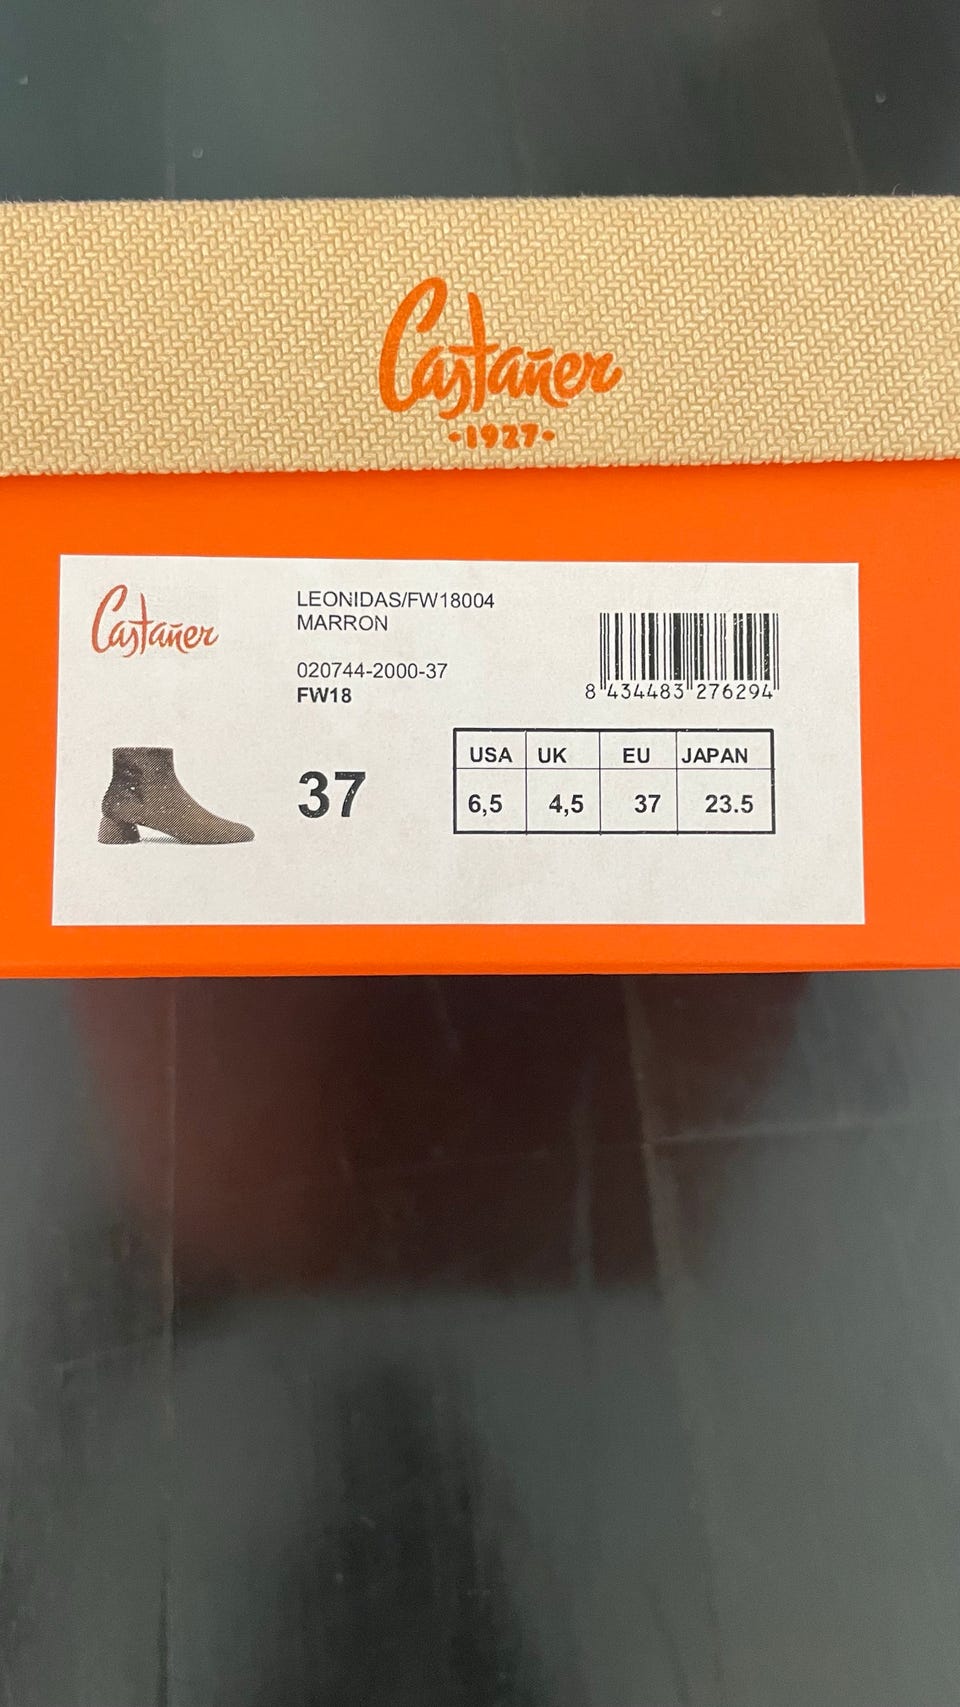 Castañer
·1927·
Castañer
LEONIDAS/FW18004
MARRON
020744-2000-37
FW18
8 434483 276294
37
USA UK EU JAPAN
6,5 4,5 37 23.5